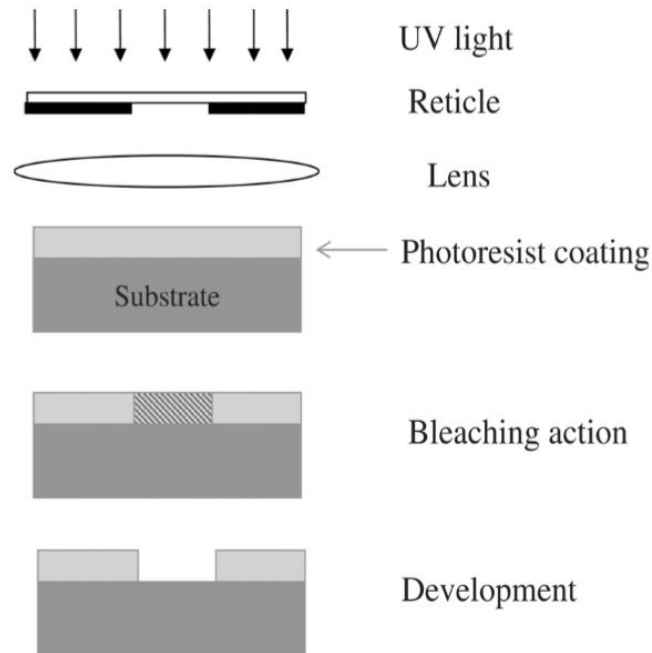 UV light
Reticle
Lens
Photoresist coating
Substrate
Bleaching action
Development